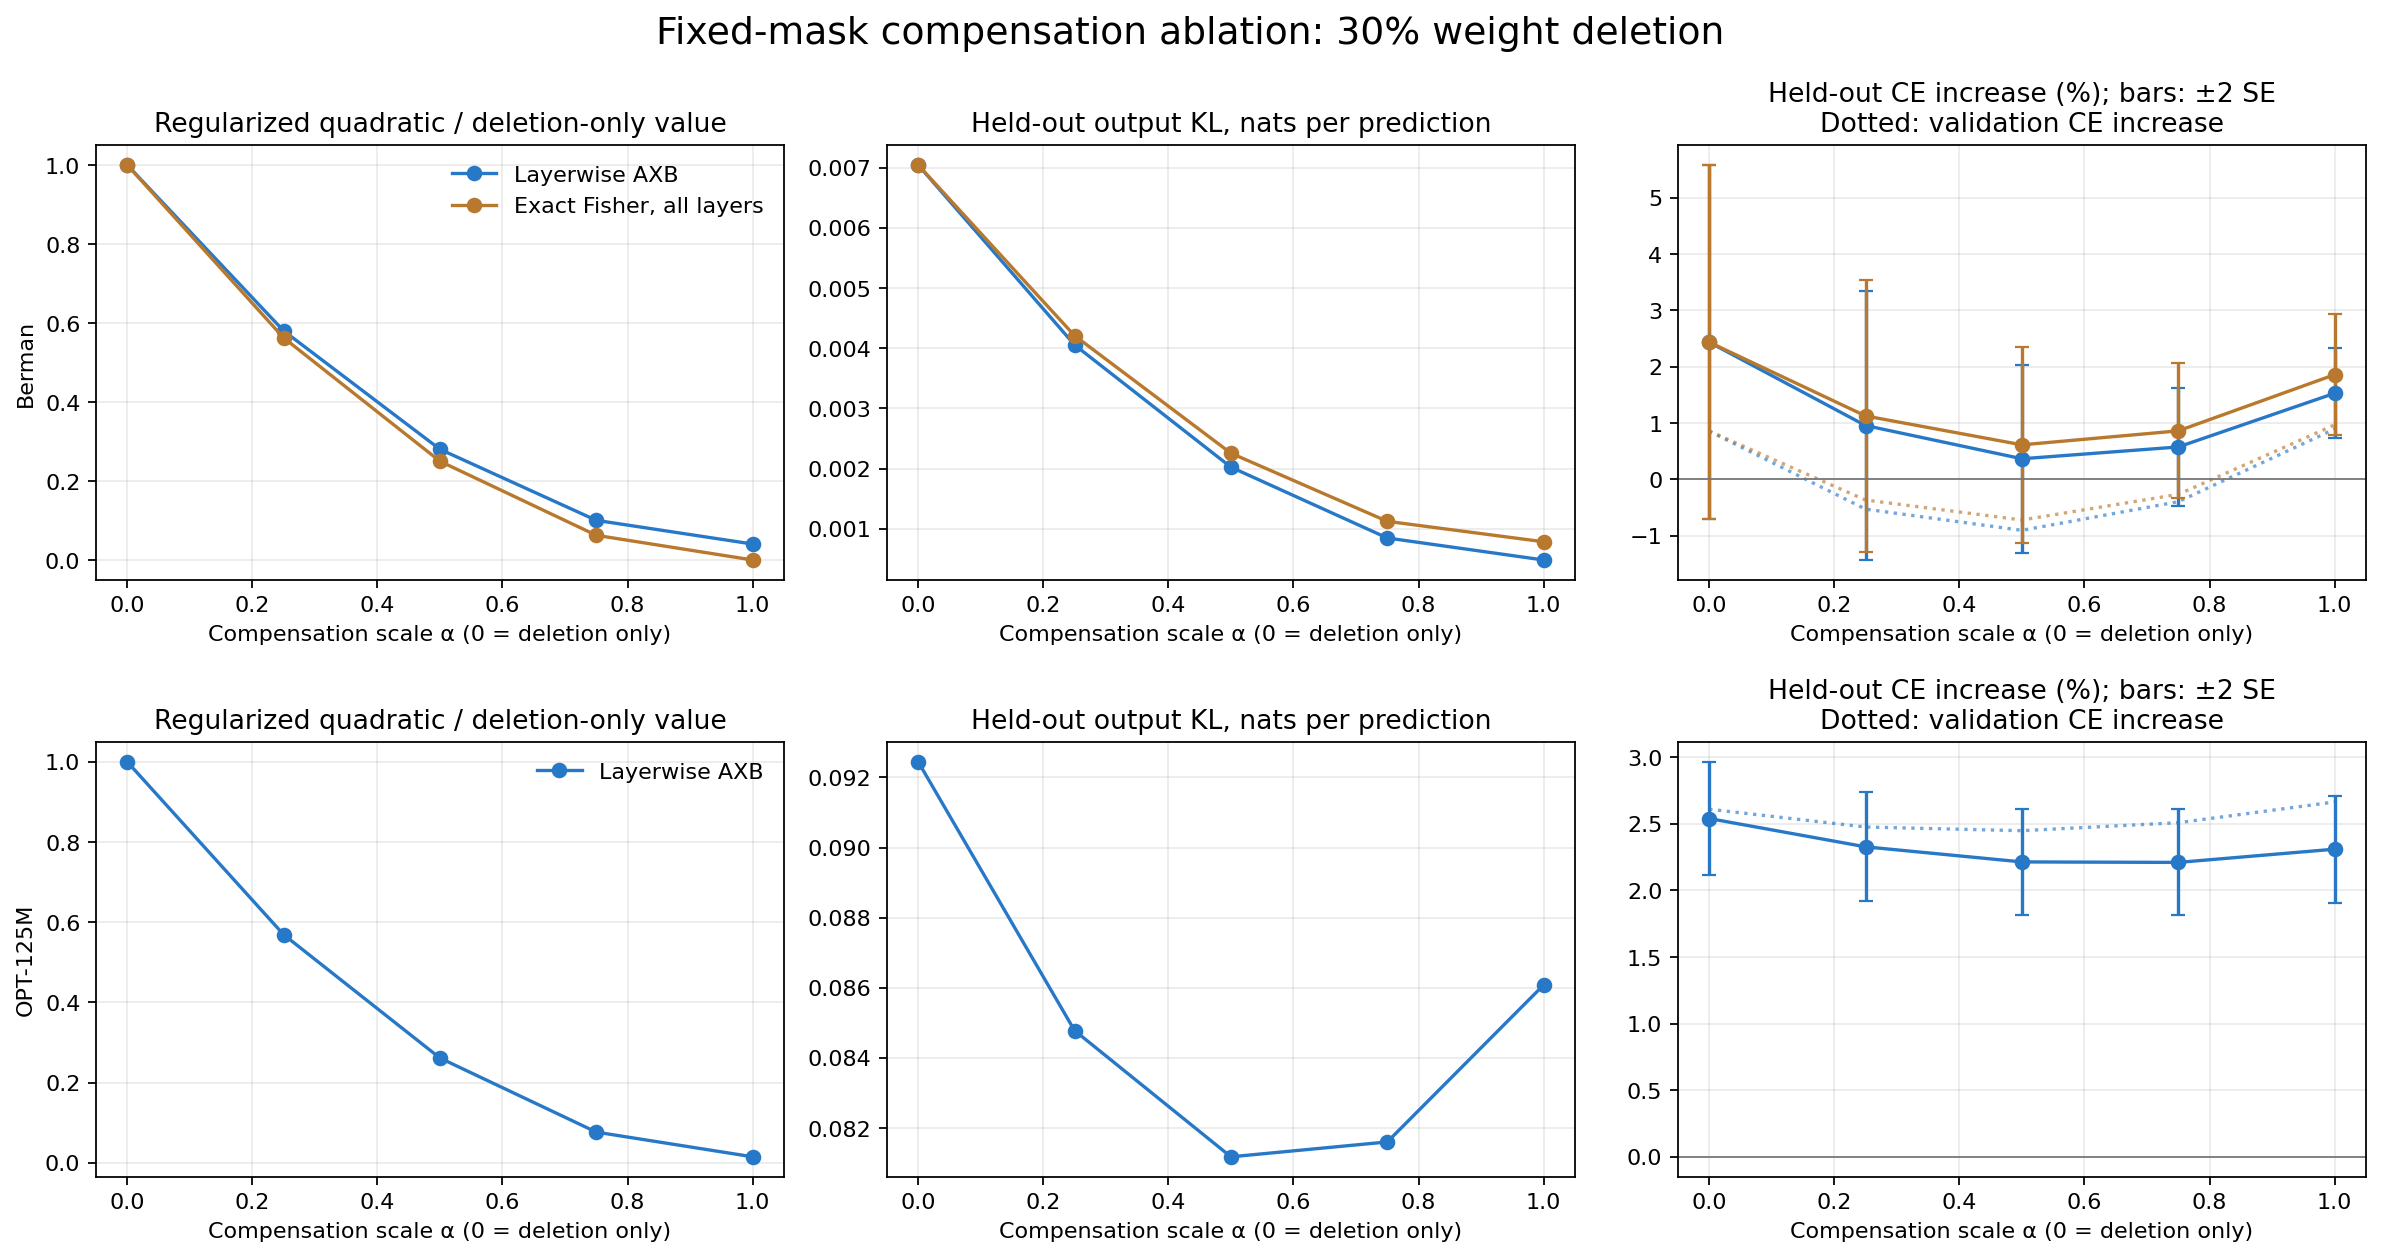 Fixed-mask compensation ablation: 30% weight deletion
Regularized quadratic / deletion-only value
1.0
0.8
0.6
0.4
0.2
0.0
Berman
Layerwise AXB
Exact Fisher, all layers
0.0 0.2 0.4 0.6 0.8 1.0
Compensation scale α (0 = deletion only)
Held-out output KL, nats per prediction
0.007
0.006
0.005
0.004
0.003
0.002
0.001
0.0 0.2 0.4 0.6 0.8 1.0
Compensation scale α (0 = deletion only)
Held-out CE increase (%); bars: ±2 SE
Dotted: validation CE increase
5
4
3
2
1
0
−1
0.0 0.2 0.4 0.6 0.8 1.0
Compensation scale α (0 = deletion only)
Regularized quadratic / deletion-only value
1.0
0.8
0.6
0.4
0.2
0.0
OPT-125M
Layerwise AXB
0.0 0.2 0.4 0.6 0.8 1.0
Compensation scale α (0 = deletion only)
Held-out output KL, nats per prediction
0.092
0.090
0.088
0.086
0.084
0.082
0.0 0.2 0.4 0.6 0.8 1.0
Compensation scale α (0 = deletion only)
Held-out CE increase (%); bars: ±2 SE
Dotted: validation CE increase
3.0
2.5
2.0
1.5
1.0
0.5
0.0
0.0 0.2 0.4 0.6 0.8 1.0
Compensation scale α (0 = deletion only)